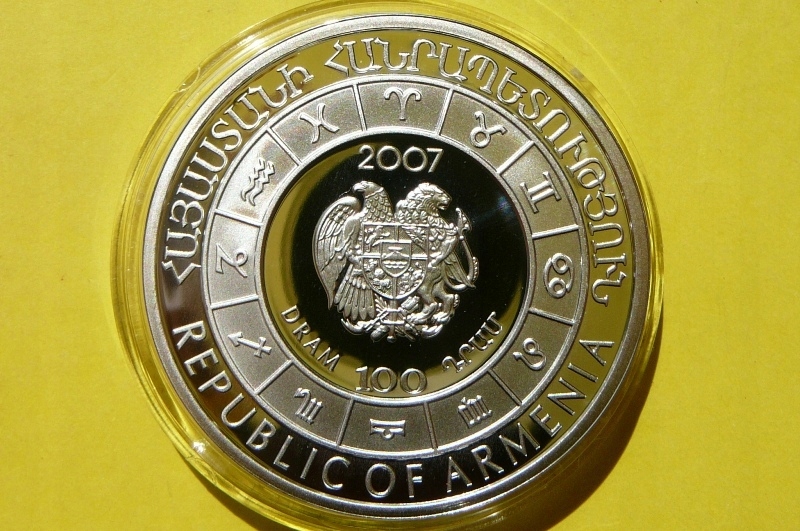 ՀԱՅԱՍՏԱՆԻ ՀԱՆՐԱՊԵՏՈՒԹՅՈՒՆ
2007
DRAM 100 ԴՐԱՄ
REPUBLIC OF ARMENIA